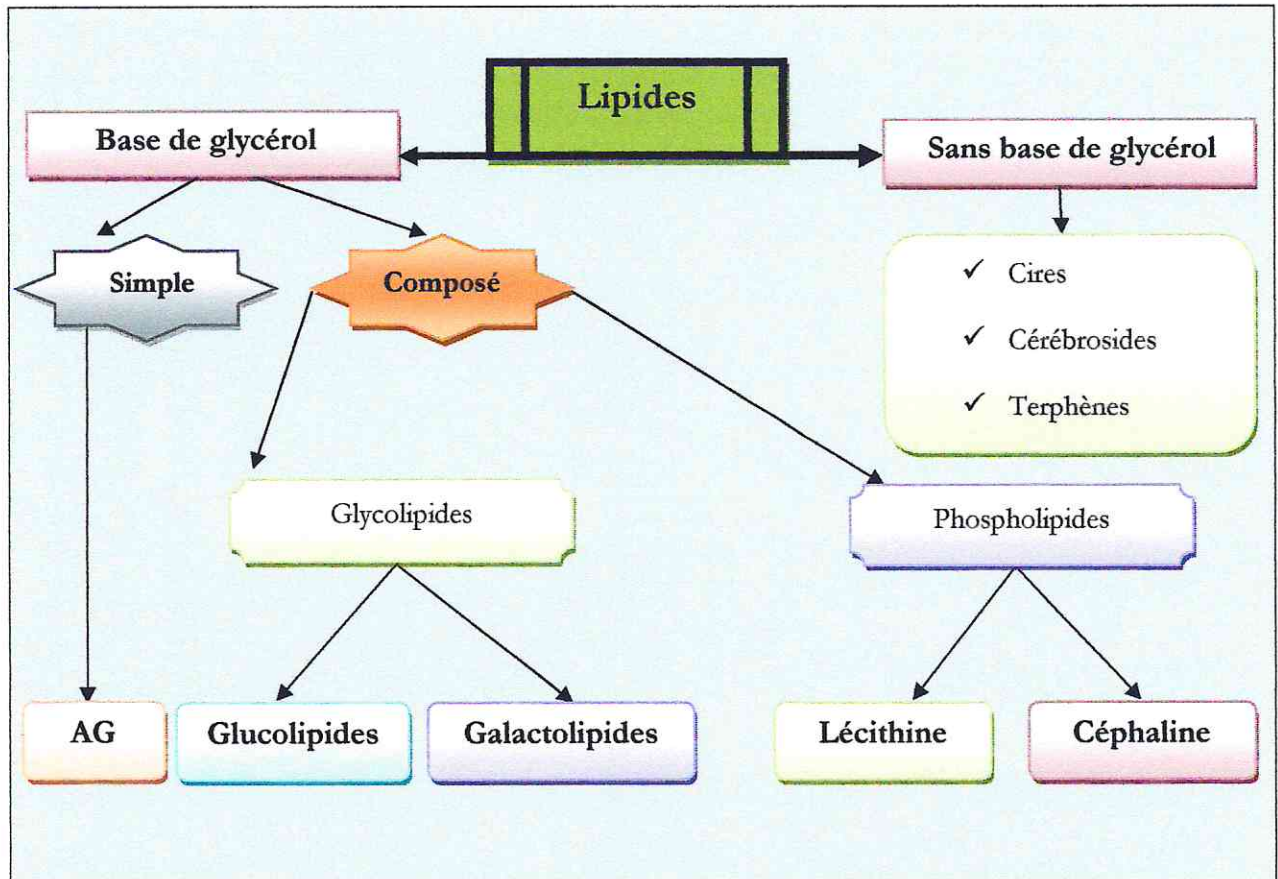 Lipides
Base de glycérol
Sans base de glycérol
Simple
Composé
✓ Cires
✓ Cérébrosides
✓ Terphènes
Glycolipides
Phospholipides
AG
Glucolipides
Galactolipides
Lécithine
Céphaline